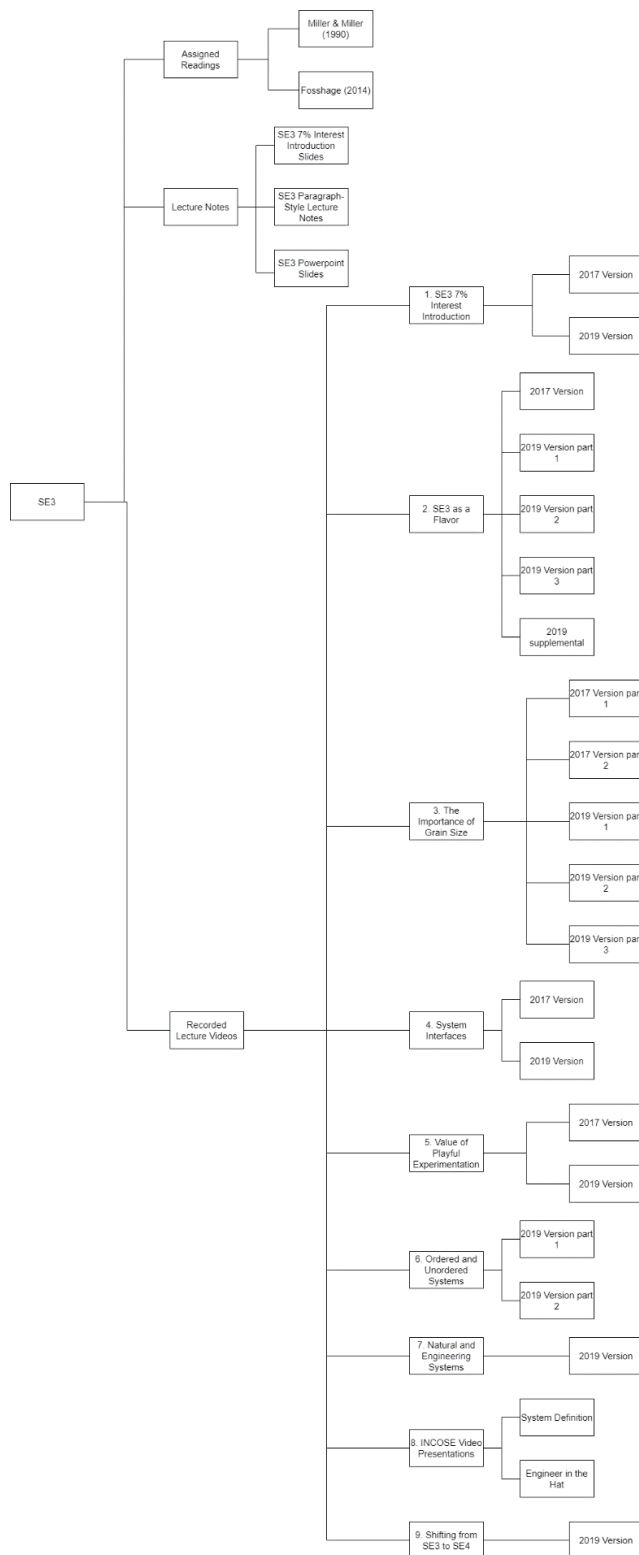 Miller & Miller
(1990)
Assigned
Readings
Fosshage (2014)
SE3 7% Interest
Introduction
Slides
Lecture Notes
SE3 Paragraph-
Style Lecture
Notes
SE3 Powerpoint
Slides
1. SE3 7%
Interest
Introduction
2017 Version
2019 Version
2017 Version
2019 Version part
1
SE3
2. SE3 as a
Flavor
2019 Version part
2
2019 Version part
3
2019
supplemental
2017 Version par
1
2017 Version par
2
3. The
Importance of
Grain Size
2019 Version par
1
2019 Version par
2
2019 Version par
3
Recorded
Lecture Videos
4. System
Interfaces
2017 Version
2019 Version
5. Value of
Playful
Experimentation
2017 Version
2019 Version
6. Ordered and
Unordered
Systems
2019 Version part
1
2019 Version part
2
7. Natural and
Engineering
Systems
2019 Version
8. INCOSE Video
Presentations
System Definition
Engineer in the
Hat
9. Shifting from
SE3 to SE4
2019 Version